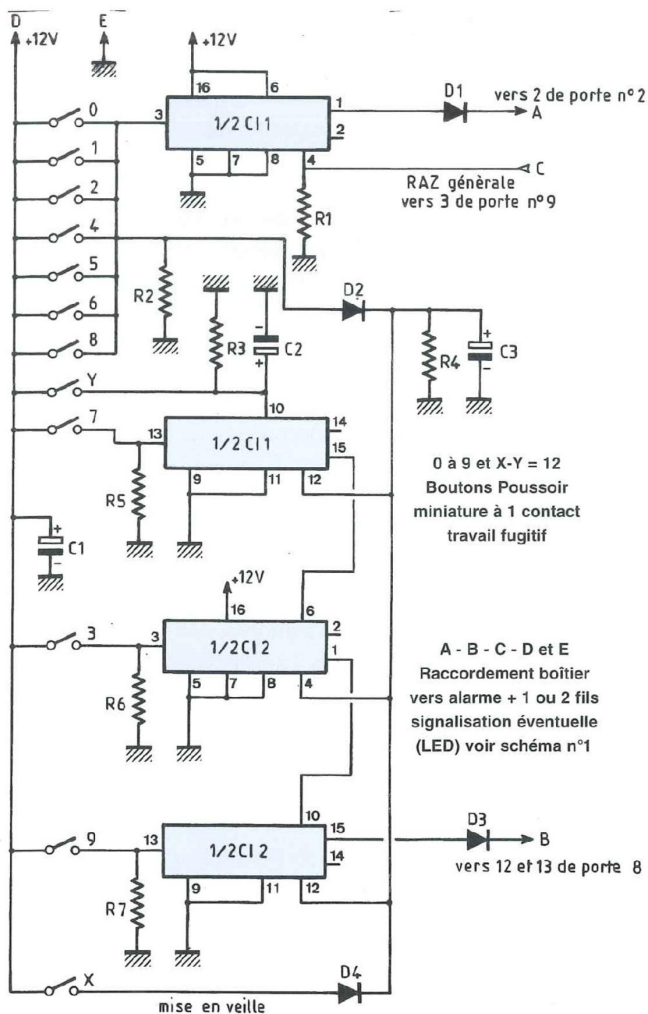 D
E
+12V
+12V
0
1
2
4
5
6
8
Y
7
3
9
X
16
6
3
1/2 CI 1
1
2
5
7
8
4
D1
vers 2 de porte n°2
A
C
RAZ génèrale
vers 3 de porte n°9
R1
R2
R3
-
C2
+
D2
R4
+
C3
-
10
13
1/2 CI 1
14
15
9
11
12
R5
+
C1
-
0 à 9 et X-Y = 12
Boutons Poussoir
miniature à 1 contact
travail fugitif
+12V
16
6
3
1/2 CI 2
2
1
5
7
8
4
R6
A - B - C - D et E
Raccordement boîtier
vers alarme + 1 ou 2 fils
signalisation éventuelle
(LED) voir schéma n°1
10
13
1/2 CI 2
15
14
9
11
12
R7
D3
B
vers 12 et 13 de porte 8
D4
mise en veille